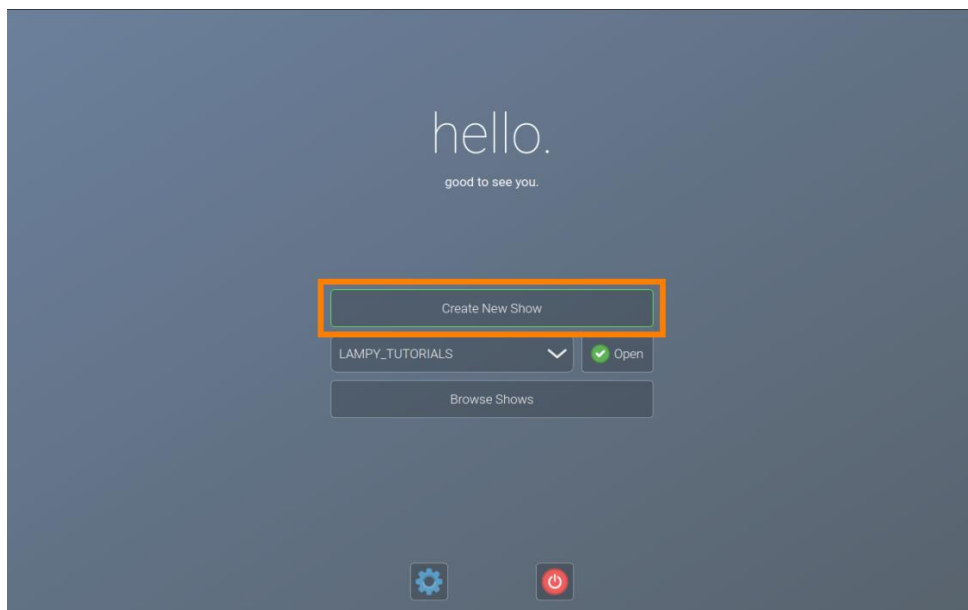 hello.
good to see you.
Create New Show
LAMPY_TUTORIALS
Open
Browse Shows